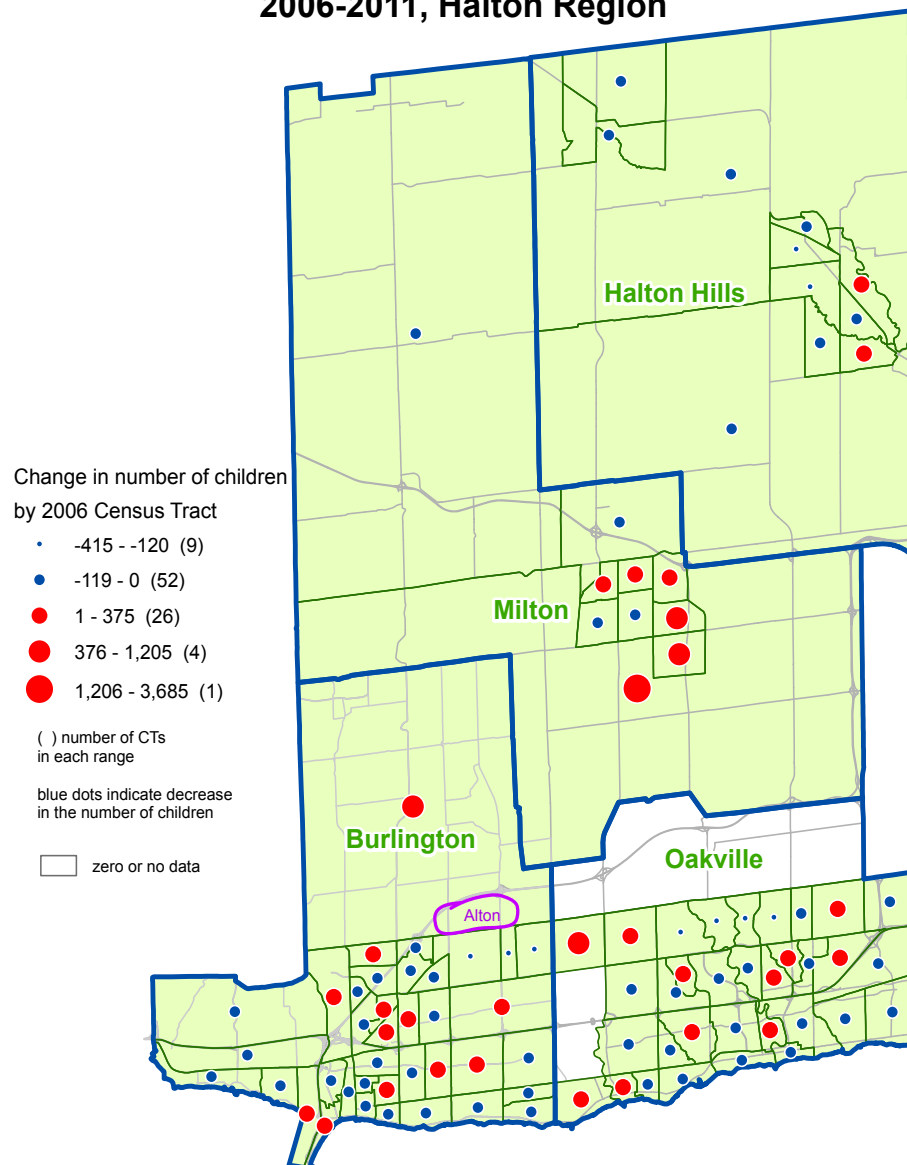 2006-2011, Halton Region
Halton Hills
Change in number of children
by 2006 Census Tract
-415 - -120 (9)
-119 - 0 (52)
1 - 375 (26)
376 - 1,205 (4)
1,206 - 3,685 (1)
( ) number of CTs
in each range
blue dots indicate decrease
in the number of children
zero or no data
Milton
Burlington
Oakville
Alton